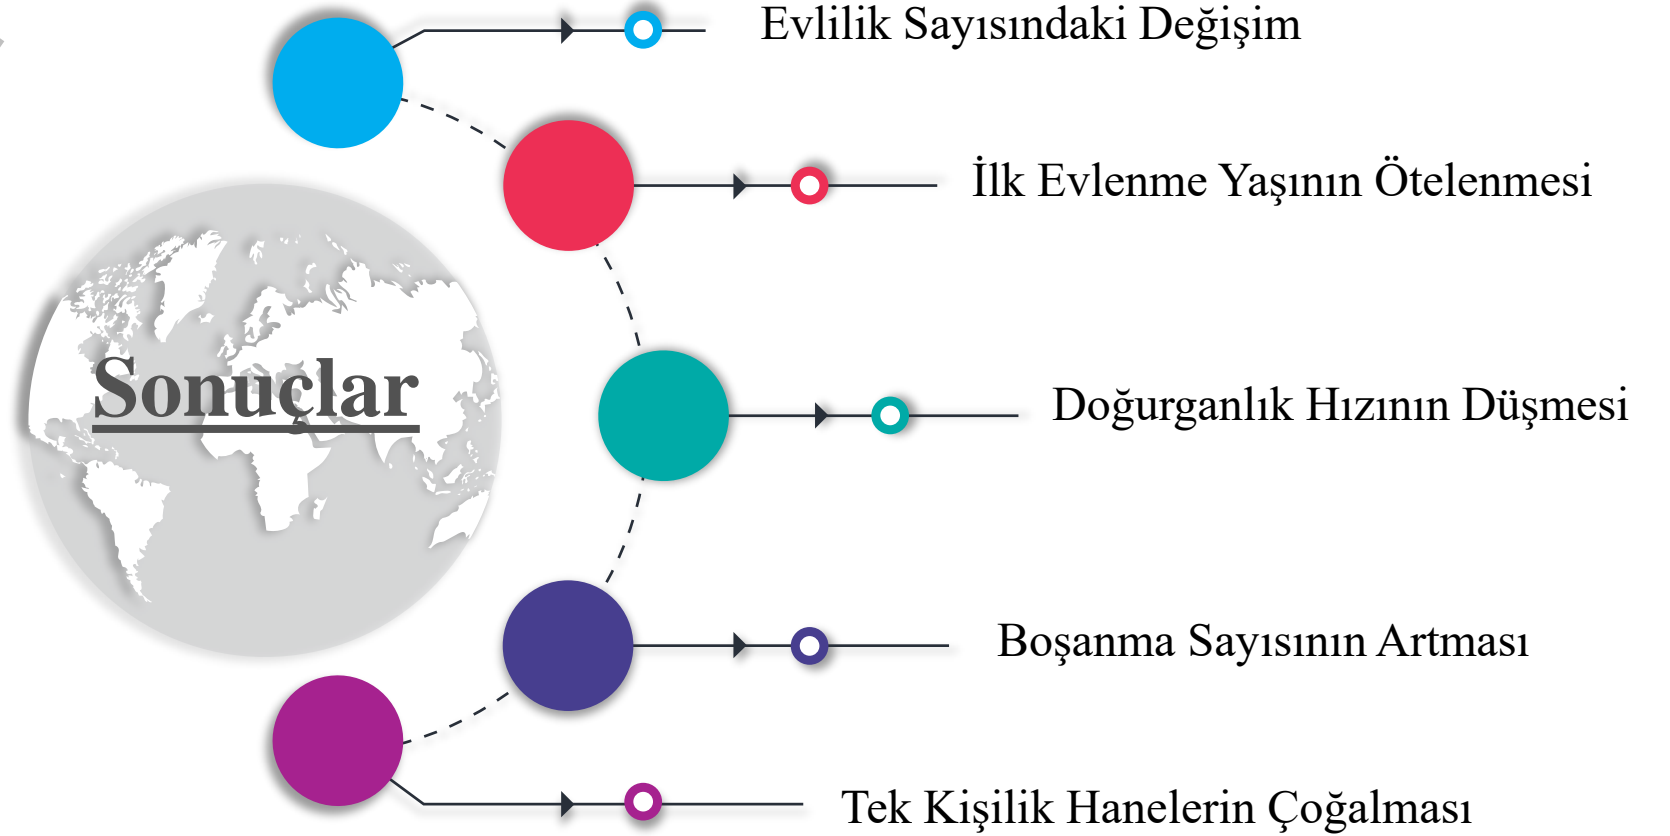 Evlilik Sayısındaki Değişim
İlk Evlenme Yaşının Ötelenmesi
Sonuçlar
Doğurganlık Hızının Düşmesi
Boşanma Sayısının Artması
Tek Kişilik Hanelerin Çoğalması